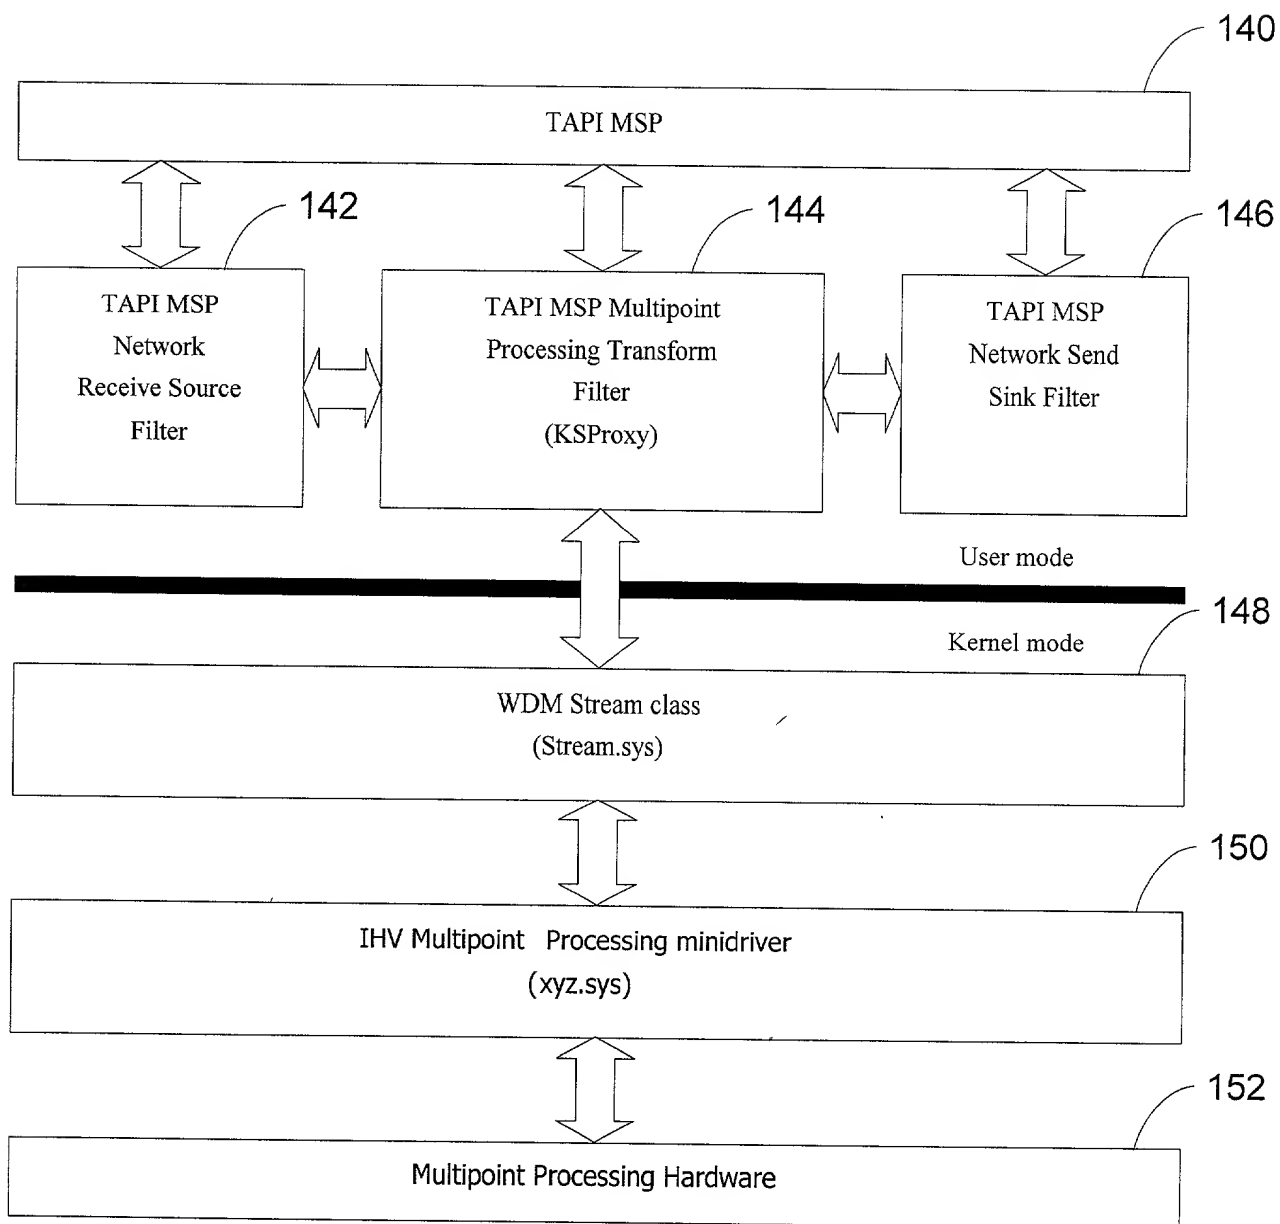 140
TAPI MSP
142
144
146
TAPI MSP
Network
Receive Source
Filter
TAPI MSP Multipoint
Processing Transform
Filter
(KSProxy)
TAPI MSP
Network Send
Sink Filter
User mode
148
Kernel mode
WDM Stream class
(Stream.sys)
150
IHV Multipoint Processing minidriver
(xyz.sys)
152
Multipoint Processing Hardware